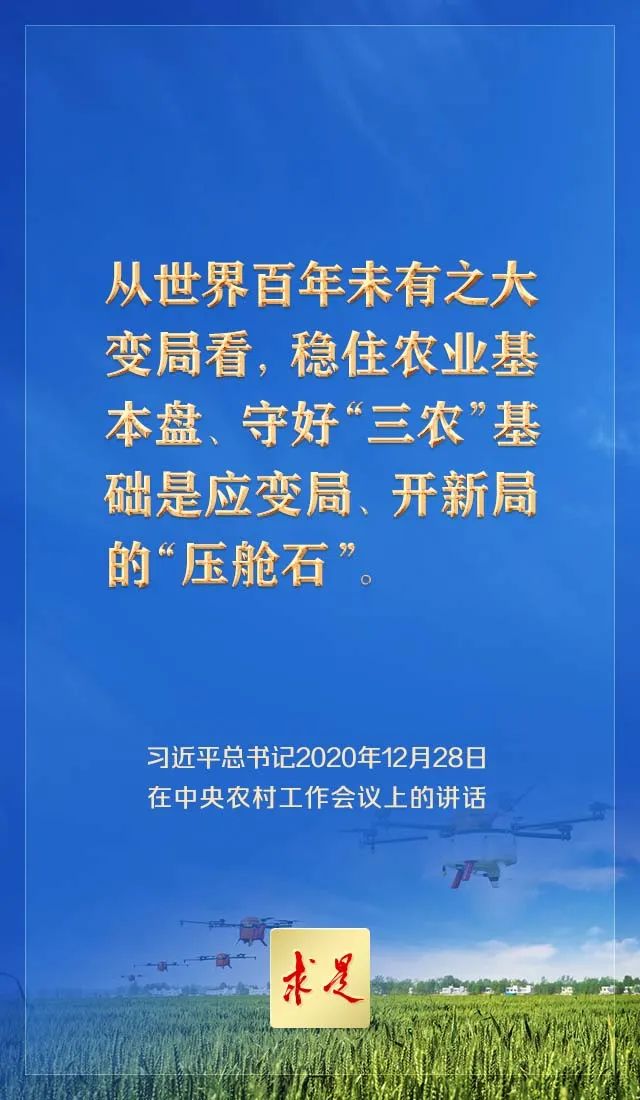 从世界百年未有之大
变局看，稳住农业基
本盘、守好“三农”基
础是应变局、开新局
的“压舱石”。
习近平总书记2020年12月28日
在中央农村工作会议上的讲话
求是